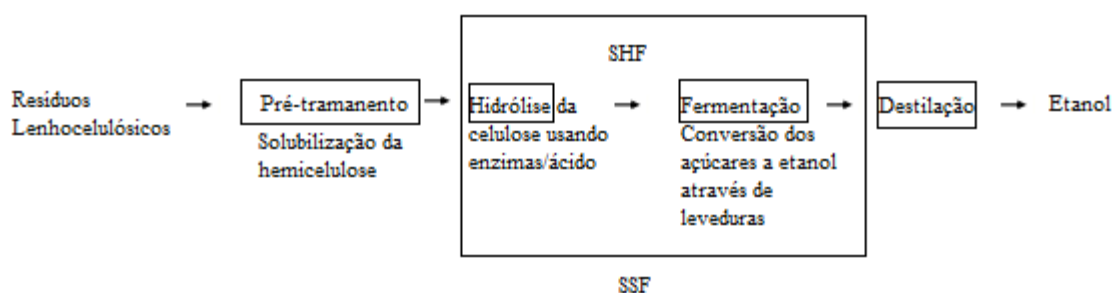 SHF
Resíduos
Lenhocelulósicos
Pré-tramanento
Solubilização da
hemicelulose
Hidrólise da
celulose usando
enzimas/ácido
Fermentação
Conversão dos
açúcares a etanol
através de
leveduras
Destilação
Etanol
SSF